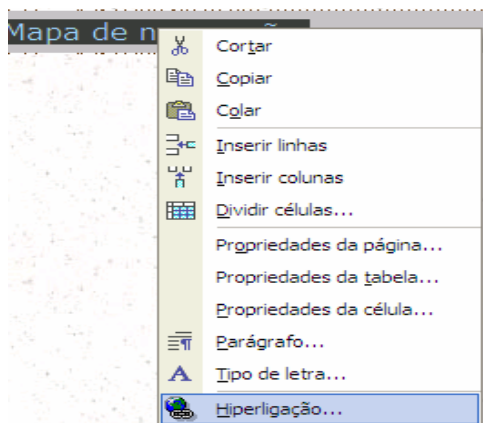 Mapa de n
Cortar
Copiar
Colar
Inserir linhas
Inserir colunas
Dividir células...
Propriedades da página...
Propriedades da tabela...
Propriedades da célula...
Parágrafo...
Tipo de letra...
Hiperligação...